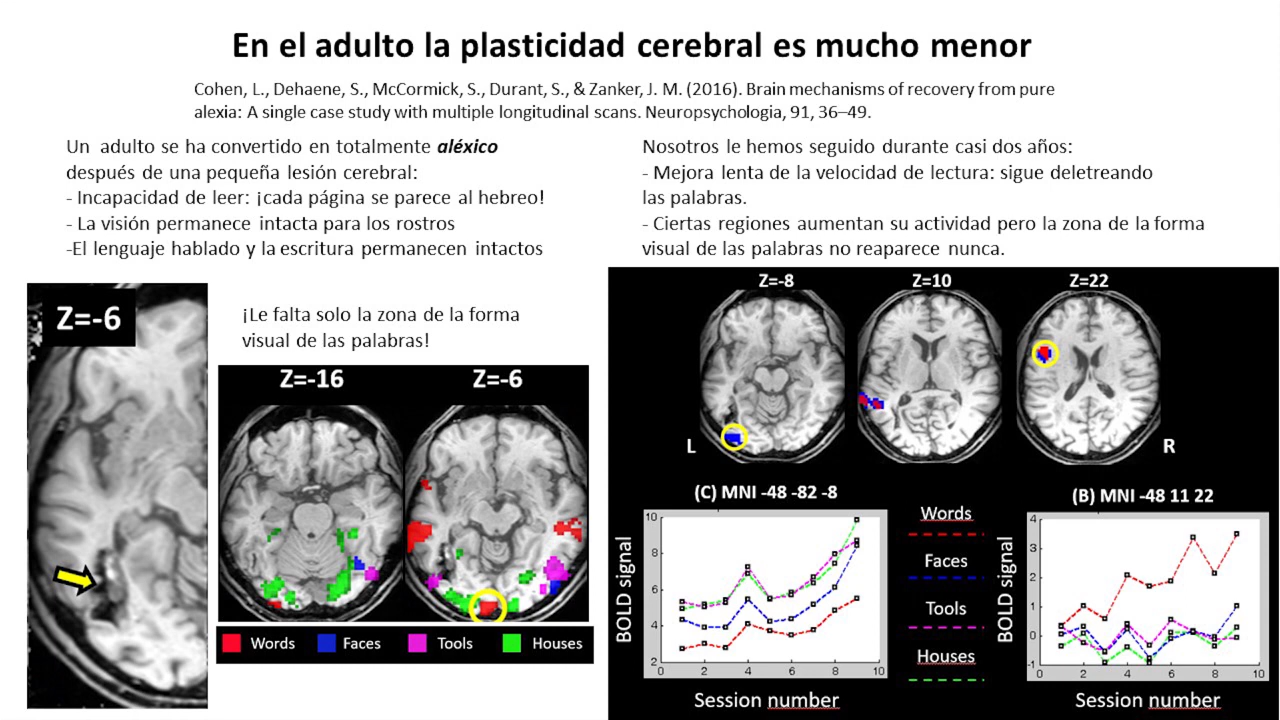 En el adulto la plasticidad cerebral es mucho menor
Cohen, L., Dehaene, S., McCormick, S., Durant, S., & Zanker, J. M. (2016). Brain mechanisms of recovery from pure
alexia: A single case study with multiple longitudinal scans. Neuropsychologia, 91, 36–49.
Un adulto se ha convertido en totalmente aléxico
después de una pequeña lesión cerebral:
- Incapacidad de leer: ¡cada página se parece al hebreo!
- La visión permanece intacta para los rostros
-El lenguaje hablado y la escritura permanecen intactos
Nosotros le hemos seguido durante casi dos años:
- Mejora lenta de la velocidad de lectura: sigue deletreando
las palabras.
- Ciertas regiones aumentan su actividad pero la zona de la forma
visual de las palabras no reaparece nunca.
Z=-6
¡Le falta solo la zona de la forma
visual de las palabras!
Z=-16
Z=-6
Words
Faces
Tools
Houses
Z=-8
Z=10
Z=22
L
R
(C) MNI -48 -82 -8
BOLD signal
10
8
6
4
2
0 2 4 6 8 10
Session number
Words
Faces
Tools
Houses
(B) MNI -48 11 22
BOLD signal
4
3
2
1
0
-1
0 2 4 6 8 10
Session number